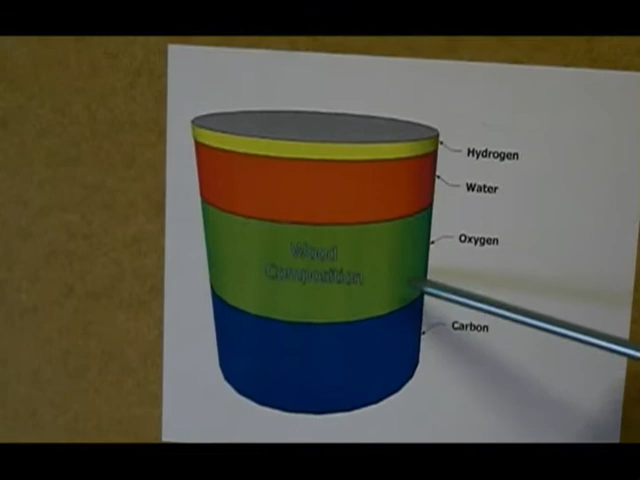 Hydrogen
Water
Oxygen
Wood
Composition
Carbon